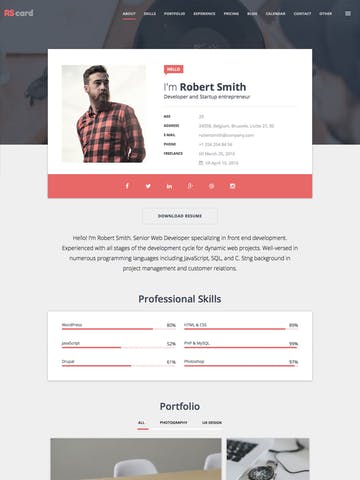 RScard
ABOUT SKILLS PORTFOLIO EXPERIENCE PRICING BLOG CALENDAR CONTACT OTHER
HELLO
I'm Robert Smith
Developer and Startup entrepreneur
AGE 29
ADDRESS 24058, Belgium, Brussels, Liutte 27, BE
E-MAIL robertsmith@company.com
PHONE +1 256 254 84 56
FREELANCE till March 20, 2016
till April 15, 2016
DOWNLOAD RESUME
Hello! I'm Robert Smith. Senior Web Developer specializing in front end development.
Experienced with all stages of the development cycle for dynamic web projects. Well-versed in
numerous programming languages including JavaScript, SQL, and C. Stng background in
project management and customer relations.
Professional Skills
WordPress 80% HTML & CSS 89%
JavaScript 52% PHP & MySQL 99%
Drupal 61% Photoshop 97%
Portfolio
ALL PHOTOGRAPHY UX DESIGN